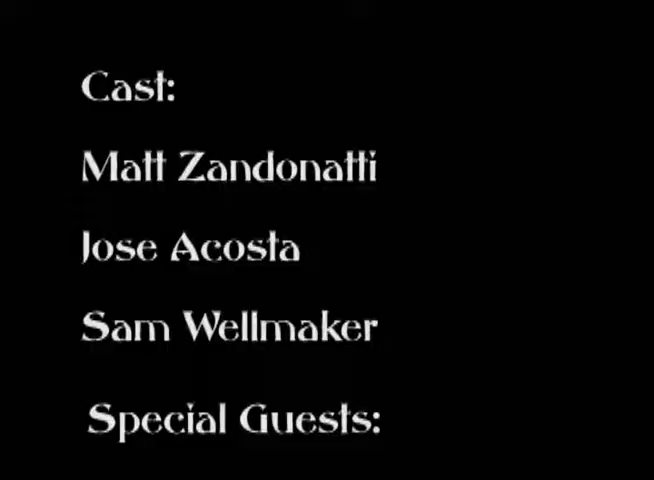 Cast:
Matt Zandonatti
Jose Acosta
Sam Wellmaker
Special Guests: